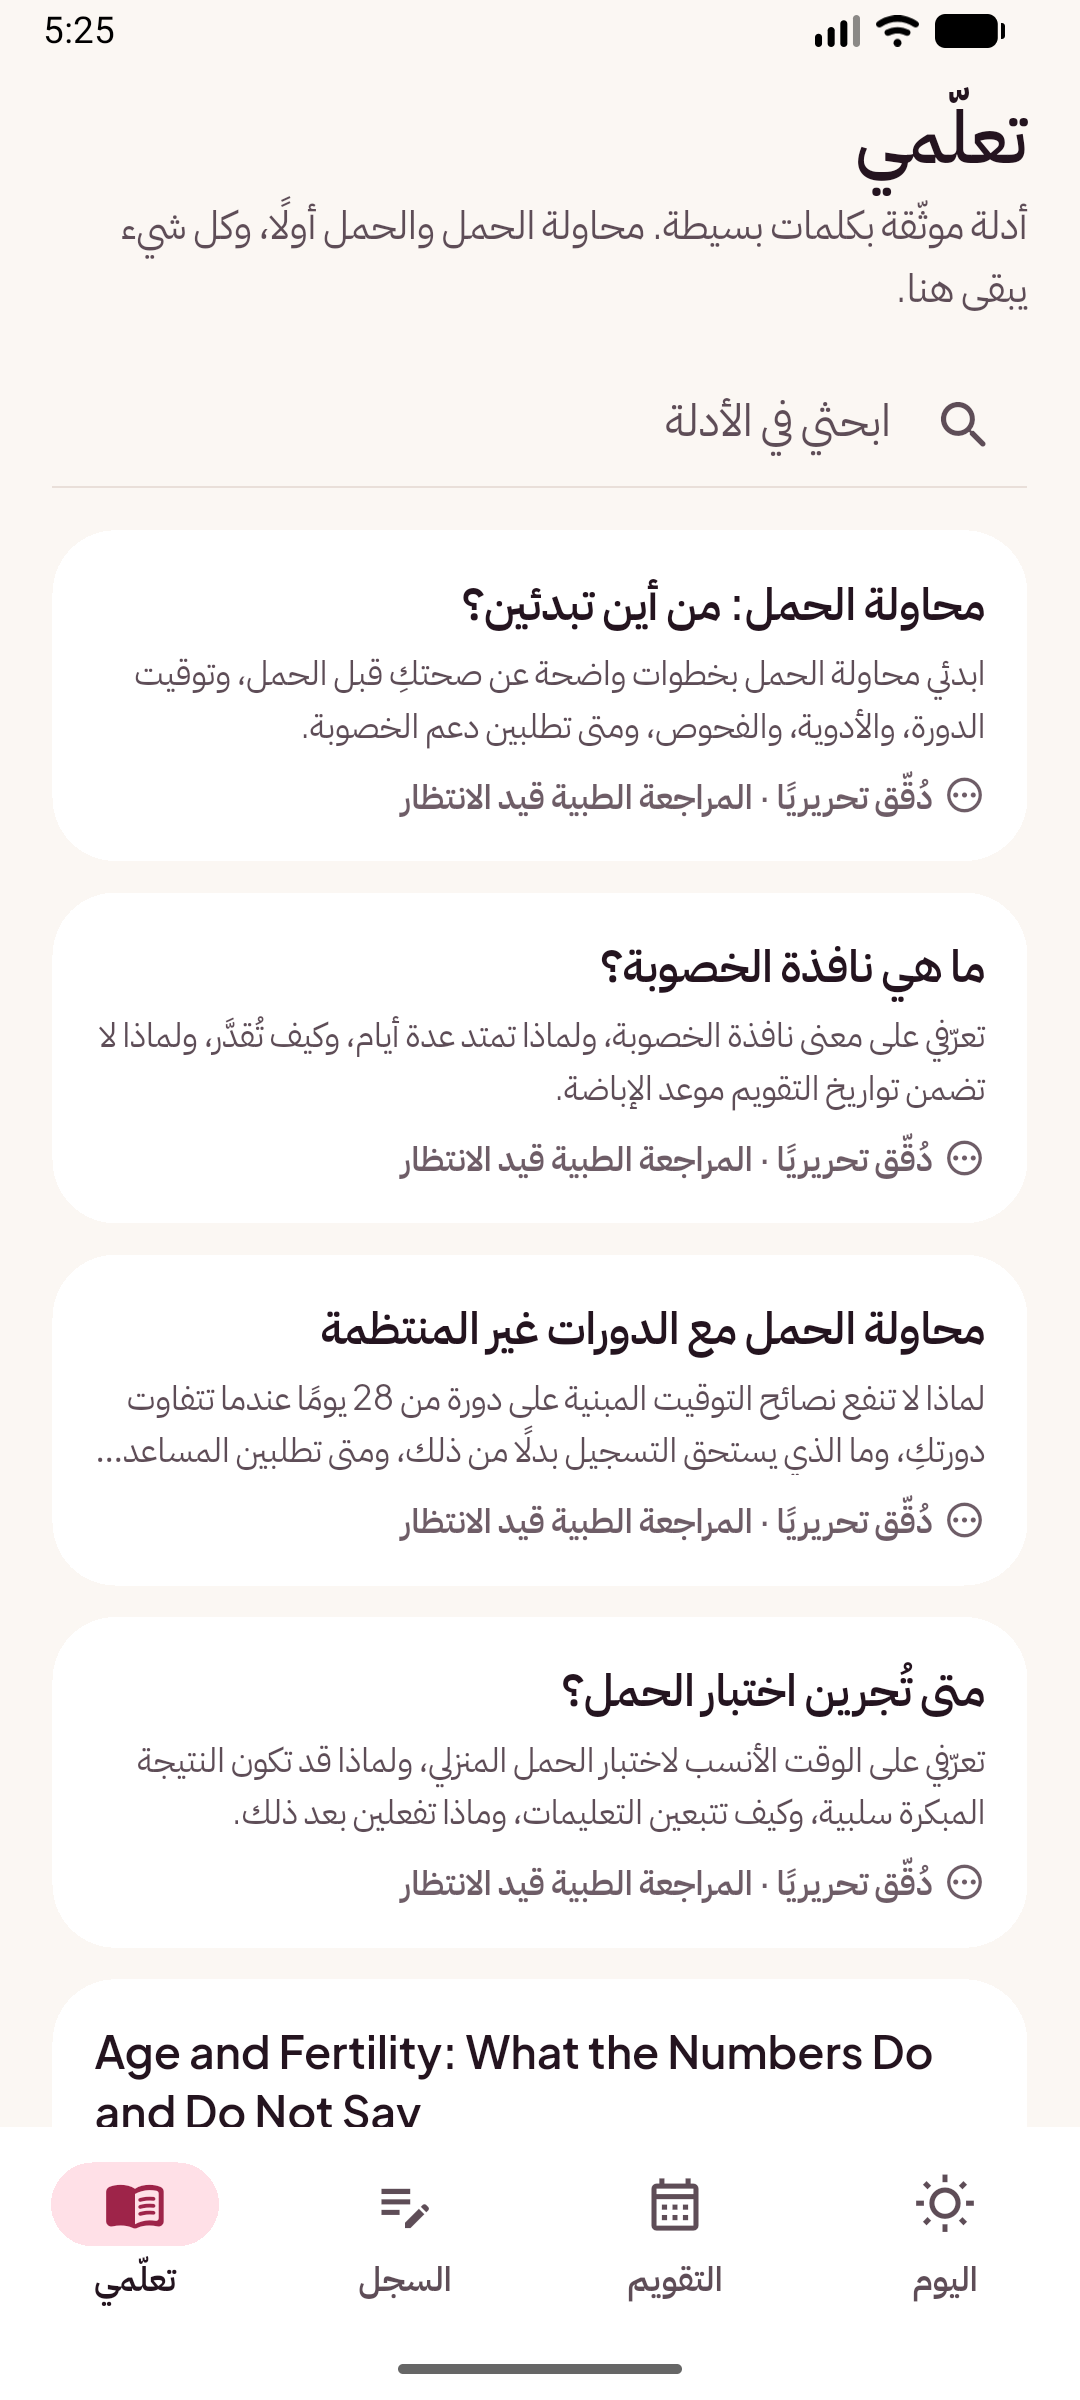 5:25
تعلّمي
أدلة موثّقة بكلمات بسيطة. محاولة الحمل والحمل أولًا، وكل شيء
يبقى هنا.
ابحثي في الأدلة
محاولة الحمل: من أين تبدئين؟
ابدئي محاولة الحمل بخطوات واضحة عن صحتكِ قبل الحمل، وتوقيت
الدورة، والأدوية، والفحوص، ومتى تطلبين دعم الخصوبة.
دُقّق تحريريًا · المراجعة الطبية قيد الانتظار
ما هي نافذة الخصوبة؟
تعرّفي على معنى نافذة الخصوبة، ولماذا تمتد عدة أيام، وكيف تُقدَّر، ولماذا لا
تضمن تواريخ التقويم موعد الإباضة.
دُقّق تحريريًا · المراجعة الطبية قيد الانتظار
محاولة الحمل مع الدورات غير المنتظمة
لماذا لا تنفع نصائح التوقيت المبنية على دورة من 28 يومًا عندما تتفاوت
دورتكِ، وما الذي يستحق التسجيل بدلًا من ذلك، ومتى تطلبين المساعد...
دُقّق تحريريًا · المراجعة الطبية قيد الانتظار
متى تُجرين اختبار الحمل؟
تعرّفي على الوقت الأنسب لاختبار الحمل المنزلي، ولماذا قد تكون النتيجة
المبكرة سلبية، وكيف تتبعين التعليمات، وماذا تفعلين بعد ذلك.
دُقّق تحريريًا · المراجعة الطبية قيد الانتظار
Age and Fertility: What the Numbers Do
and Do Not Say
اليوم
التقويم
السجل
تعلّمي